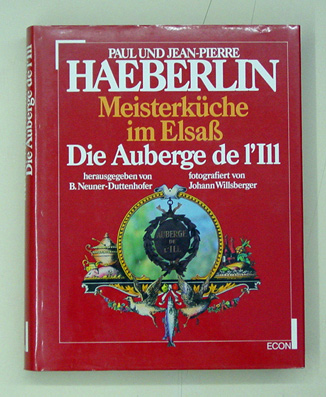 Die Auberge de l'Ill
PAUL UND JEAN-PIERRE
HAEBERLIN
Meisterküche
im Elsaß
Die Auberge de l'Ill
herausgegeben von
B. Neuner-Duttenhofer
fotografiert von
Johann Willsberger
AUBERGE
DE
L'ILL
ECON